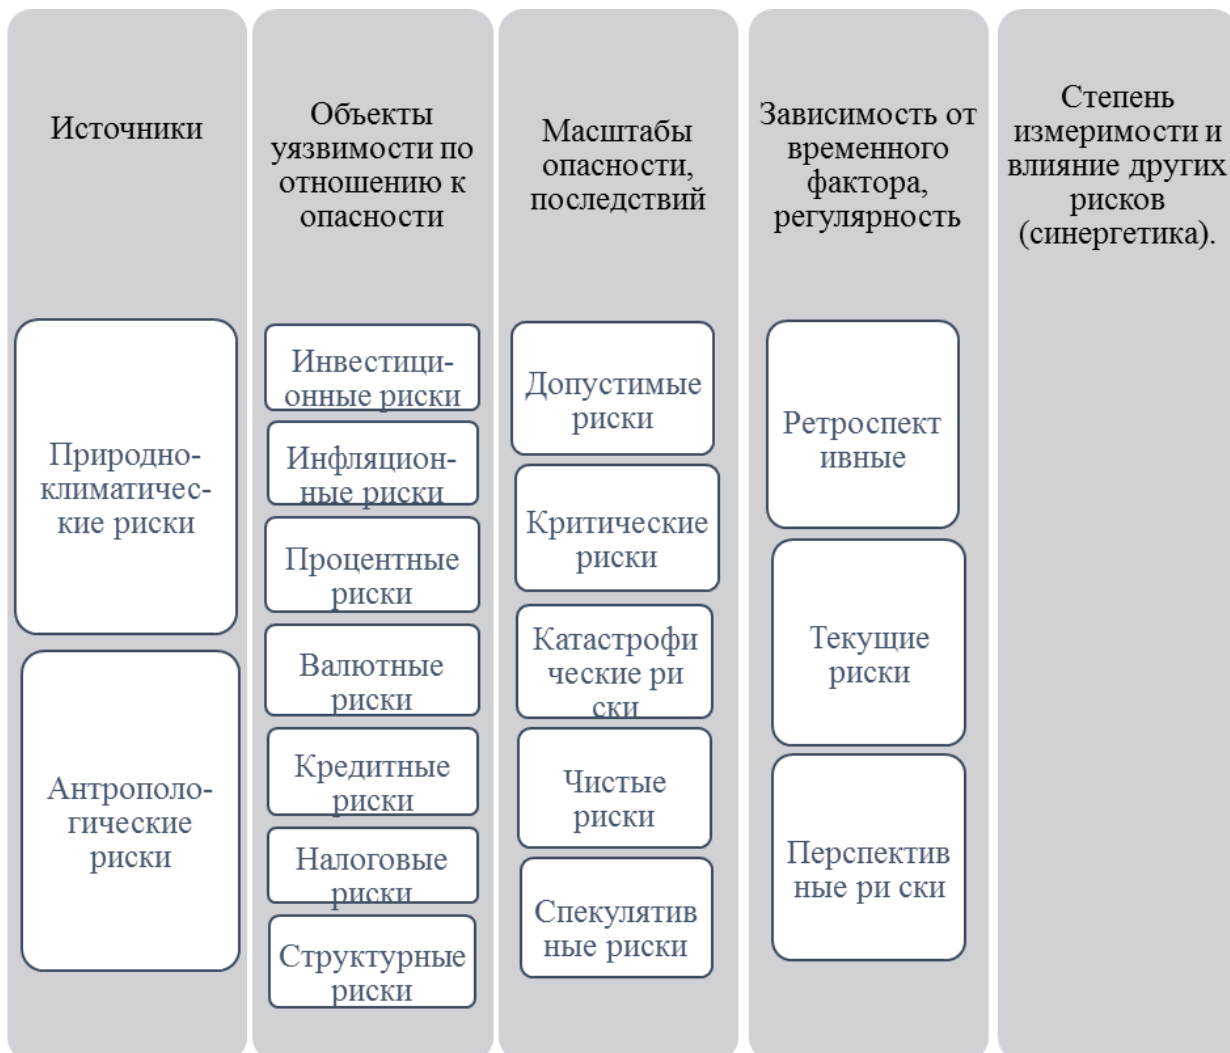 Источники
Природно-
климатичес-
кие риски
Антрополо-
гические
риски
Объекты
уязвимости по
отношению к
опасности
Инвестици-
онные риски
Инфляцион-
ные риски
Процентные
риски
Валютные
риски
Кредитные
риски
Налоговые
риски
Структурные
риски
Масштабы
опасности,
последствий
Допустимые
риски
Критические
риски
Катастрофи
ческие ри
ски
Чистые
риски
Спекулятив
ные риски
Зависимость от
временного
фактора,
регулярность
Ретроспект
ивные
Текущие
риски
Перспектив
ные ри ски
Степень
измеримости и
влияние других
рисков
(синергетика).